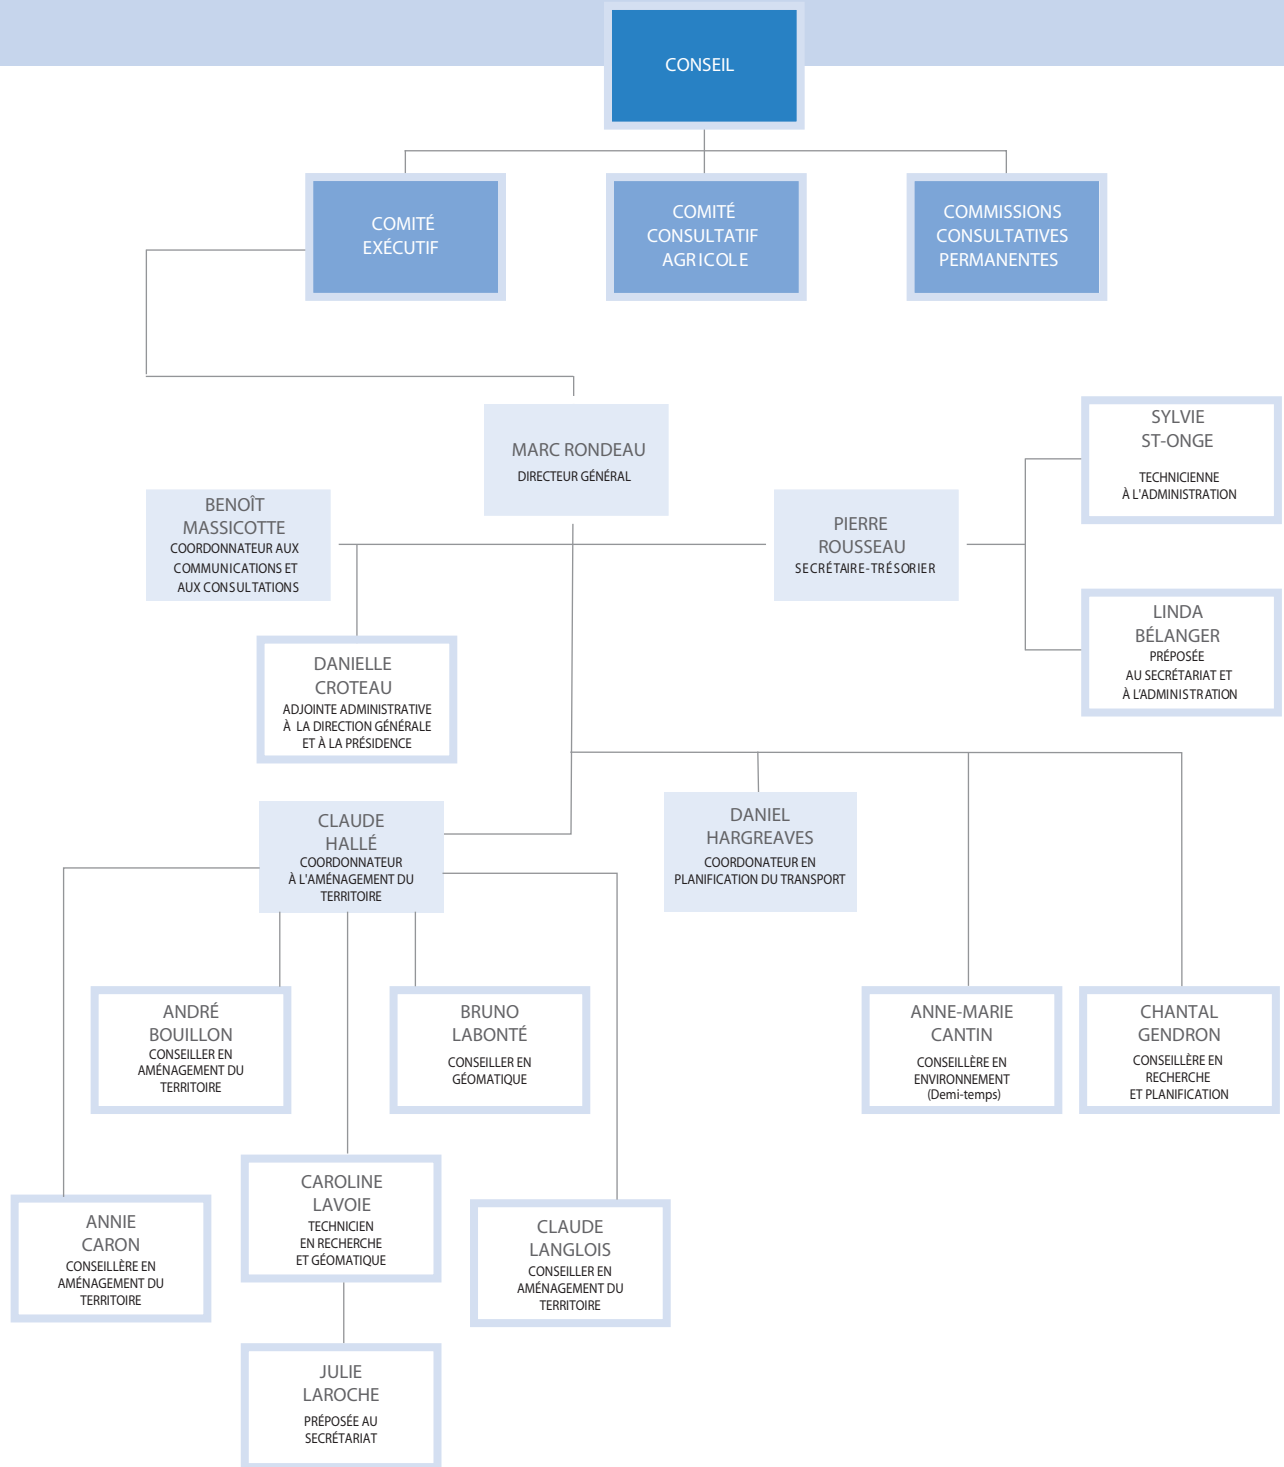 CONSEIL
COMITÉ
EXÉCUTIF
COMITÉ
CONSULTATIF
AGRICOLE
COMMISSIONS
CONSULTATIVES
PERMANENTES
MARC RONDEAU
DIRECTEUR GÉNÉRAL
SYLVIE
ST-ONGE
TECHNICIENNE
À L'ADMINISTRATION
BENOÎT
MASSICOTTE
COORDONNATEUR AUX
COMMUNICATIONS ET
AUX CONSULTATIONS
PIERRE
ROUSSEAU
SECRÉTAIRE-TRÉSORIER
LINDA
BÉLANGER
PRÉPOSÉE
AU SECRÉTARIAT ET
À L'ADMINISTRATION
DANIELLE
CROTEAU
ADJOINTE ADMINISTRATIVE
À LA DIRECTION GÉNÉRALE
ET À LA PRÉSIDENCE
CLAUDE
HALLÉ
COORDONNATEUR
À L'AMÉNAGEMENT DU
TERRITOIRE
DANIEL
HARGREAVES
COORDONATEUR EN
PLANIFICATION DU TRANSPORT
ANDRÉ
BOUILLON
CONSEILLER EN
AMÉNAGEMENT DU
TERRITOIRE
BRUNO
LABONTÉ
CONSEILLER EN
GÉOMATIQUE
ANNE-MARIE
CANTIN
CONSEILLÈRE EN
ENVIRONNEMENT
(Demi-temps)
CHANTAL
GENDRON
CONSEILLÈRE EN
RECHERCHE
ET PLANIFICATION
ANNIE
CARON
CONSEILLÈRE EN
AMÉNAGEMENT DU
TERRITOIRE
CAROLINE
LAVOIE
TECHNICIEN
EN RECHERCHE
ET GÉOMATIQUE
CLAUDE
LANGLOIS
CONSEILLER EN
AMÉNAGEMENT DU
TERRITOIRE
JULIE
LAROCHE
PRÉPOSÉE AU
SECRÉTARIAT